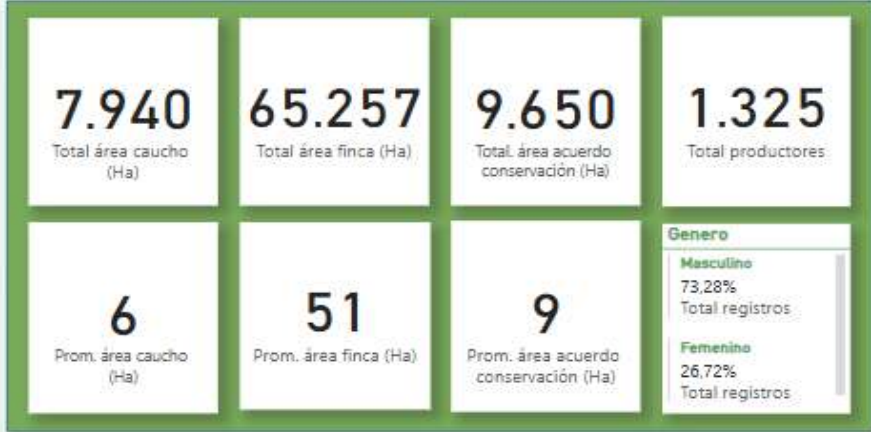 7.940
Total área caucho
(Ha)
65.257
Total área finca (Ha)
9.650
Total. área acuerdo
conservación (Ha)
1.325
Total productores
6
Prom. área caucho
(Ha)
51
Prom. área finca (Ha)
9
Prom. área acuerdo
conservación (Ha)
Genero
Masculino
73,28%
Total registros
Femenino
26,72%
Total registros